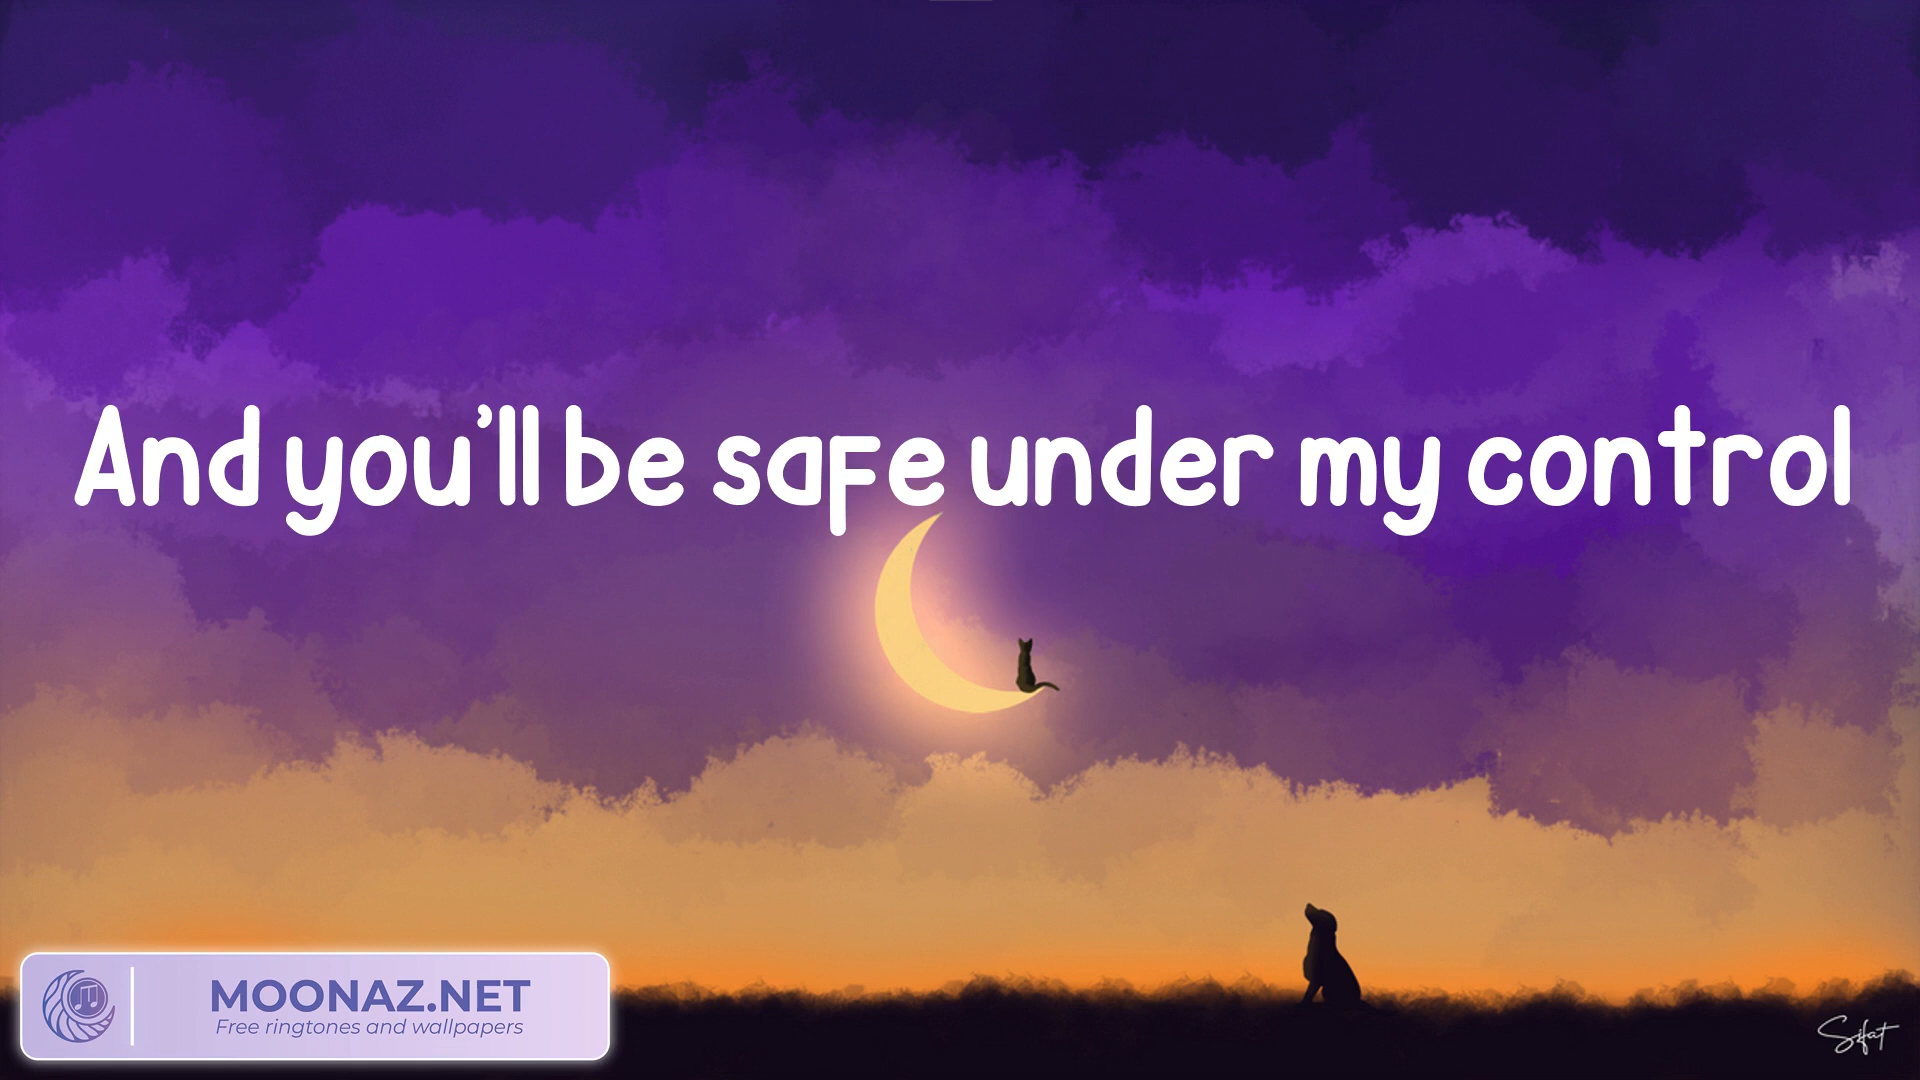 And you'll be safe under my control
MOONAZ.NET
Free ringtones and wallpapers
Sifat